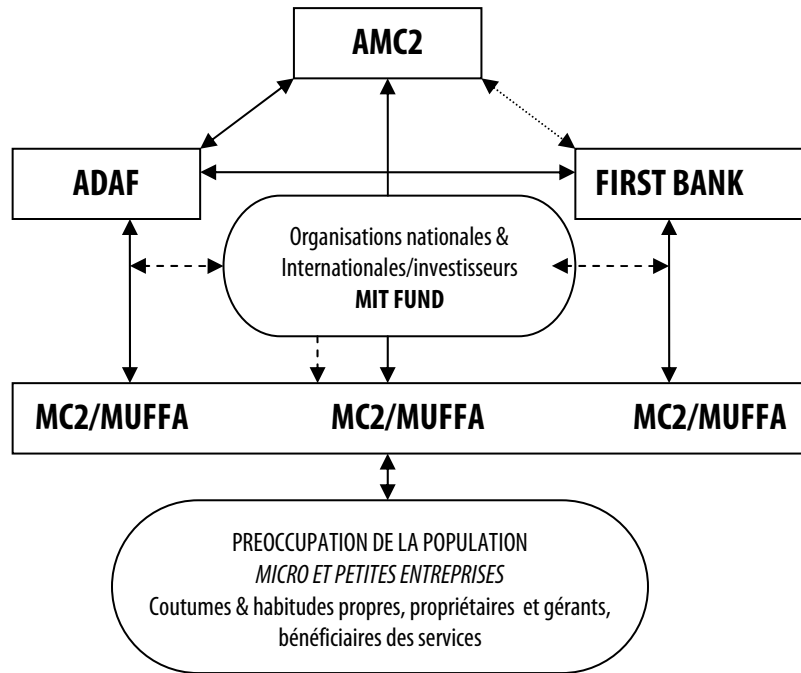 AMC2
ADAF
FIRST BANK
Organisations nationales &
Internationales/investisseurs
MIT FUND
MC2/MUFFA MC2/MUFFA MC2/MUFFA
PREOCCUPATION DE LA POPULATION
MICRO ET PETITES ENTREPRISES
Coutumes & habitudes propres, propriétaires et gérants,
bénéficiaires des services